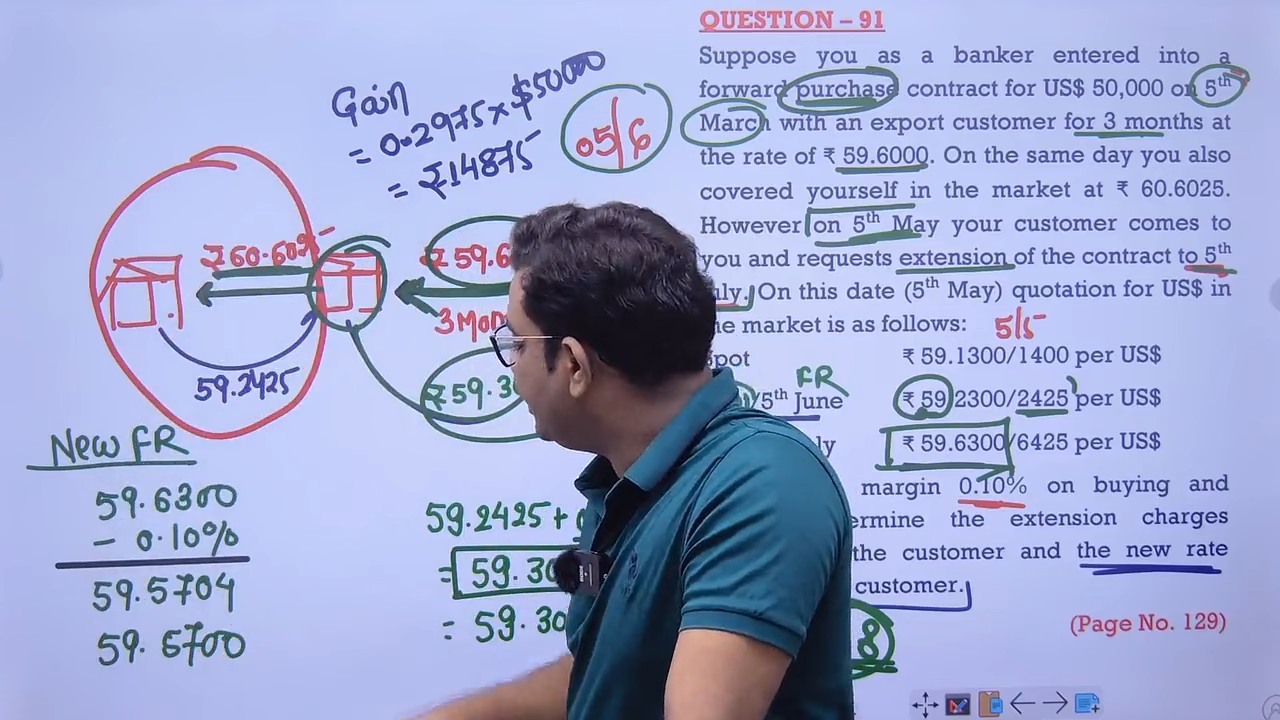 QUESTION – 91
Suppose you as a banker entered into a
forward purchase contract for US$ 50,000 on 5th
March with an export customer for 3 months at
the rate of ₹ 59.6000. On the same day you also
covered yourself in the market at ₹ 60.6025.
However on 5th May your customer comes to
you and requests extension of the contract to 5th
On this date (5th May) quotation for US$ in
market is as follows: 5/5
₹ 59.1300/1400 per US$
FR
/5th June ₹ 59.2300/2425 per US$
₹ 59.6300/6425 per US$
margin 0.10% on buying and
the extension charges
the customer and the new rate
customer.
8
(Page No. 129)
Gain
= 0.2975 × $50000
= ₹14875
05/6
59.2425
New FR
59.6300
- 0.10%
59.5704
59.5700
59.2425 +
= 59.30
= 59.30